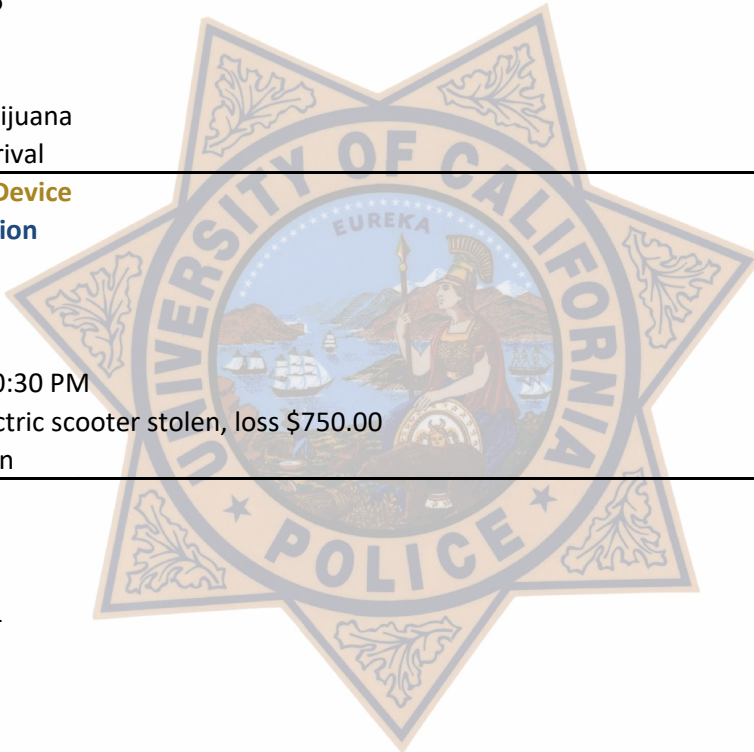 ijuana
rival
Device
ion
0:30 PM
ctric scooter stolen, loss $750.00
n
UNIVERSITY OF CALIFORNIA
EUREKA
POLICE